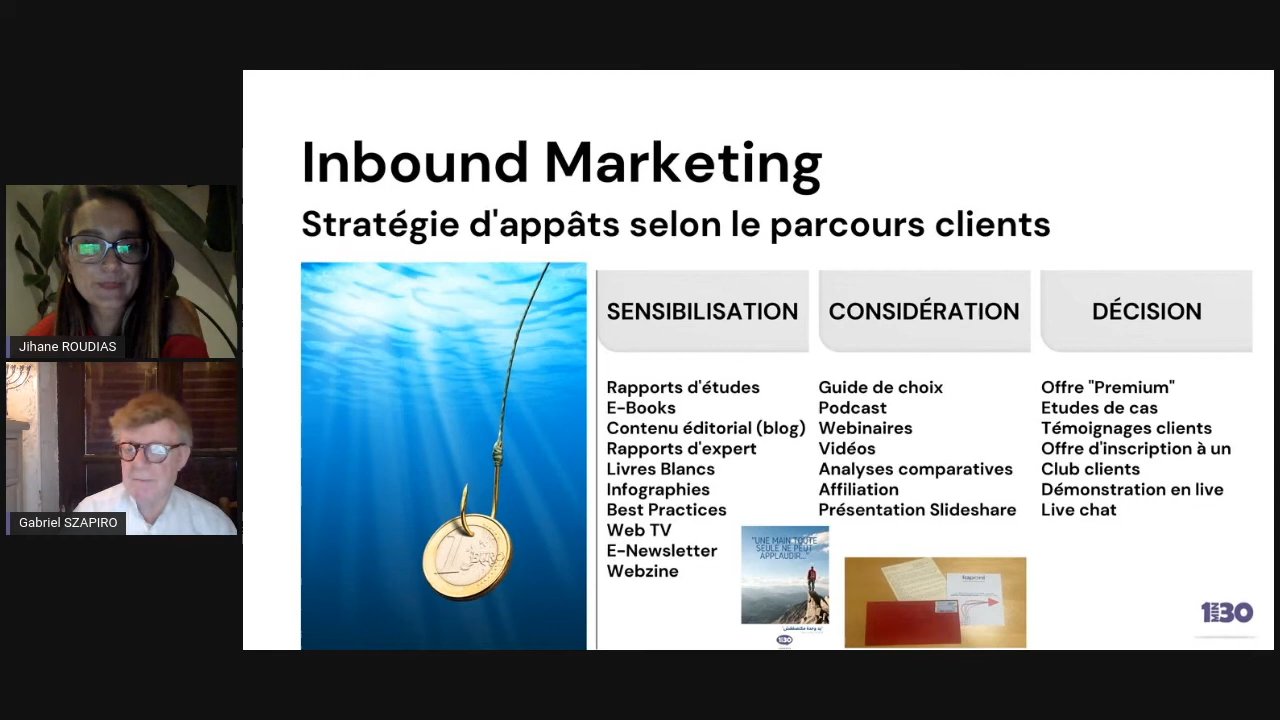 Inbound Marketing
Stratégie d'appâts selon le parcours clients
SENSIBILISATION
Rapports d'études
E-Books
Contenu éditorial (blog)
Rapports d'expert
Livres Blancs
Infographies
Best Practices
Web TV
E-Newsletter
Webzine
CONSIDÉRATION
Guide de choix
Podcast
Webinaires
Vidéos
Analyses comparatives
Affiliation
Présentation Slideshare
DÉCISION
Offre "Premium"
Etudes de cas
Témoignages clients
Offre d'inscription à un
Club clients
Démonstration en live
Live chat
"UNE MAIN TOUTE
SEULE NE PEUT
APPLAUDIR..."
1MIN30
Jihane ROUDIAS
Gabriel SZAPIRO